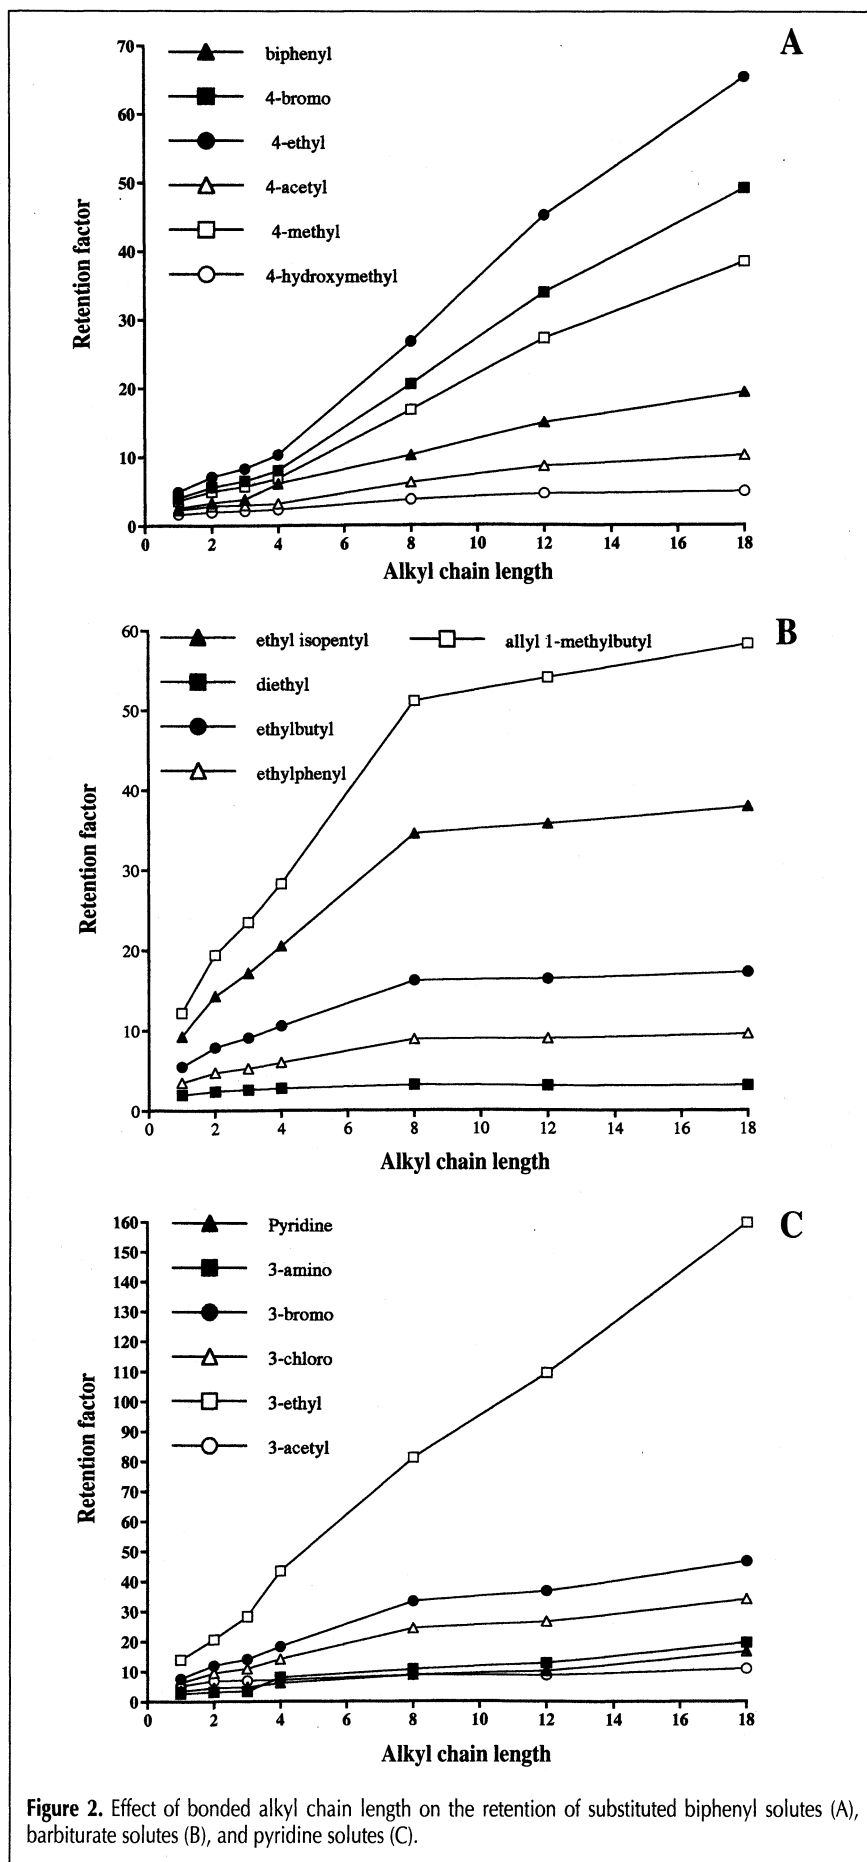 A
70
60
50
40
30
20
10
0
biphenyl
4-bromo
4-ethyl
4-acetyl
4-methyl
4-hydroxymethyl
Retention factor
0 2 4 6 8 10 12 14 16 18
Alkyl chain length
B
60
50
40
30
20
10
0
ethyl isopentyl allyl 1-methylbutyl
diethyl
ethylbutyl
ethylphenyl
Retention factor
0 2 4 6 8 10 12 14 16 18
Alkyl chain length
C
160
150
140
130
120
110
100
90
80
70
60
50
40
30
20
10
0
Pyridine
3-amino
3-bromo
3-chloro
3-ethyl
3-acetyl
Retention factor
0 2 4 6 8 10 12 14 16 18
Alkyl chain length
Figure 2. Effect of bonded alkyl chain length on the retention of substituted biphenyl solutes (A),
barbiturate solutes (B), and pyridine solutes (C).